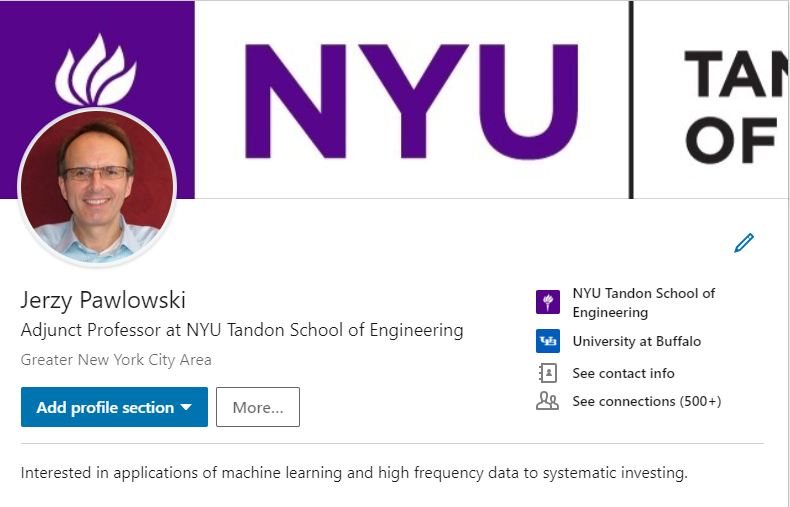 NYU
TAN
OF
Jerzy Pawlowski
Adjunct Professor at NYU Tandon School of Engineering
Greater New York City Area
Add profile section
More...
NYU Tandon School of
Engineering
University at Buffalo
See contact info
See connections (500+)
Interested in applications of machine learning and high frequency data to systematic investing.